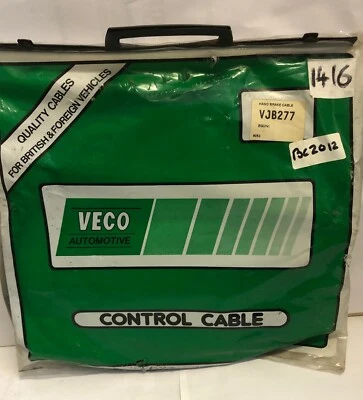 QUALITY CABLES
FOR BRITISH & FOREIGN VEHICLES
1416
HAND BRAKE CABLE
VJB277
BC2012
VECO
AUTOMOTIVE
CONTROL CABLE